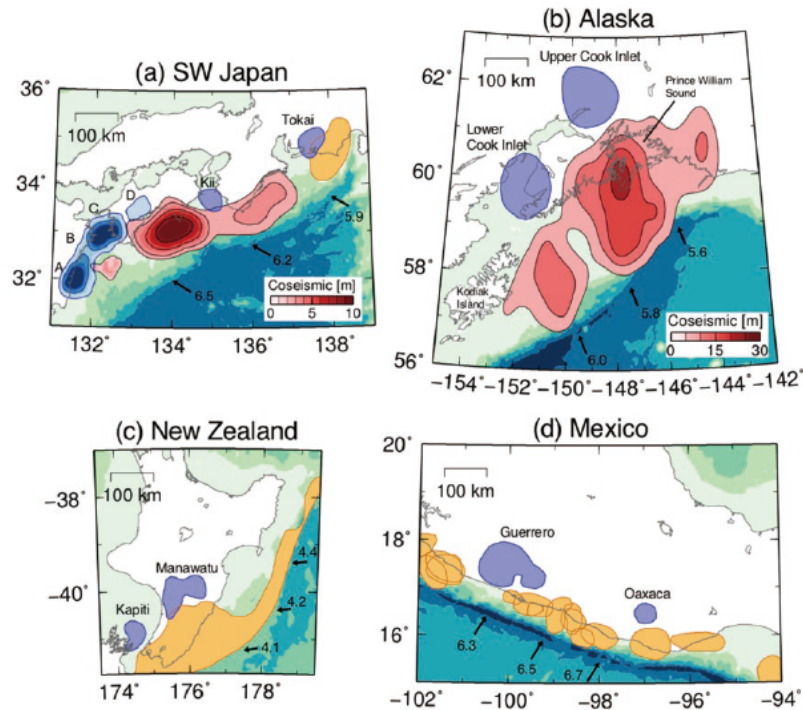 (a) SW Japan
36°
34°
32°
100 km
Tokai
Kii
D
C
B
A
5.9
6.2
6.5
Coseismic [m]
0 5 10
132° 134° 136° 138°
(b) Alaska
62°
60°
58°
56°
100 km
Upper Cook Inlet
Prince William
Sound
Lower
Cook Inlet
Kodiak
Island
5.6
5.8
6.0
Coseismic [m]
0 15 30
-154° -152° -150° -148° -146° -144° -142°
(c) New Zealand
-38°
-40°
100 km
Manawatu
Kapiti
4.4
4.2
4.1
174° 176° 178°
(d) Mexico
20°
18°
16°
100 km
Guerrero
Oaxaca
6.3
6.5
6.7
-102° -100° -98° -96° -94°